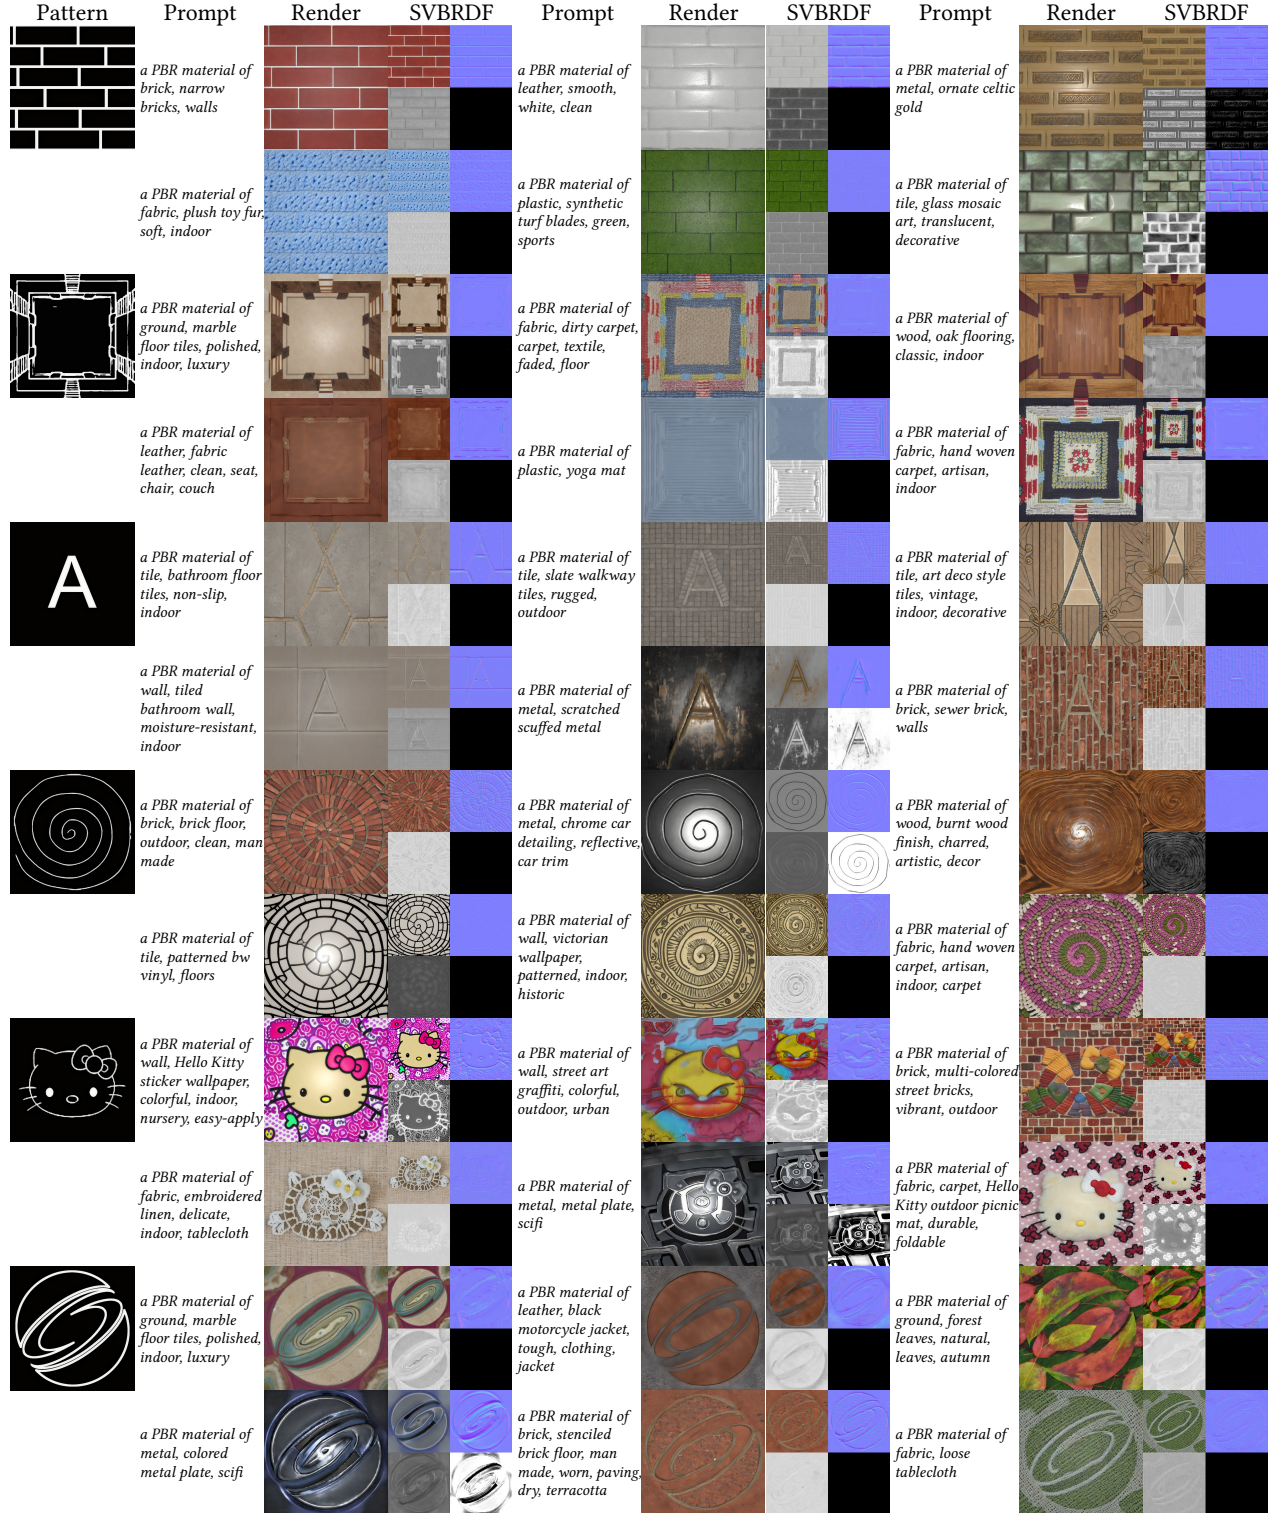 Pattern Prompt Render SVBRDF Prompt Render SVBRDF Prompt Render SVBRDF
a PBR material of
brick, narrow
bricks, walls
a PBR material of
leather, smooth,
white, clean
a PBR material of
metal, ornate celtic
gold
a PBR material of
fabric, plush toy fur,
soft, indoor
a PBR material of
plastic, synthetic
turf blades, green,
sports
a PBR material of
tile, glass mosaic
art, translucent,
decorative
a PBR material of
ground, marble
floor tiles, polished,
indoor, luxury
a PBR material of
fabric, dirty carpet,
carpet, textile,
faded, floor
a PBR material of
wood, oak flooring,
classic, indoor
a PBR material of
leather, fabric
leather, clean, seat,
chair, couch
a PBR material of
plastic, yoga mat
a PBR material of
fabric, hand woven
carpet, artisan,
indoor
A
a PBR material of
tile, bathroom floor
tiles, non-slip,
indoor
a PBR material of
tile, slate walkway
tiles, rugged,
outdoor
a PBR material of
tile, art deco style
tiles, vintage,
indoor, decorative
a PBR material of
wall, tiled
bathroom wall,
moisture-resistant,
indoor
a PBR material of
metal, scratched
scuffed metal
a PBR material of
brick, sewer brick,
walls
a PBR material of
brick, brick floor,
outdoor, clean, man
made
a PBR material of
metal, chrome car
detailing, reflective,
car trim
a PBR material of
wood, burnt wood
finish, charred,
artistic, decor
a PBR material of
tile, patterned bw
vinyl, floors
a PBR material of
wall, victorian
wallpaper,
patterned, indoor,
historic
a PBR material of
fabric, hand woven
carpet, artisan,
indoor, carpet
a PBR material of
wall, Hello Kitty
sticker wallpaper,
colorful, indoor,
nursery, easy-apply
a PBR material of
wall, street art
graffiti, colorful,
outdoor, urban
a PBR material of
brick, multi-colored
street bricks,
vibrant, outdoor
a PBR material of
fabric, embroidered
linen, delicate,
indoor, tablecloth
a PBR material of
metal, metal plate,
scifi
a PBR material of
fabric, carpet, Hello
Kitty outdoor picnic
mat, durable,
foldable
a PBR material of
ground, marble
floor tiles, polished,
indoor, luxury
a PBR material of
leather, black
motorcycle jacket,
tough, clothing,
jacket
a PBR material of
ground, forest
leaves, natural,
leaves, autumn
a PBR material of
metal, colored
metal plate, scifi
a PBR material of
brick, stenciled
brick floor, man
made, worn, paving,
dry, terracotta
a PBR material of
fabric, loose
tablecloth